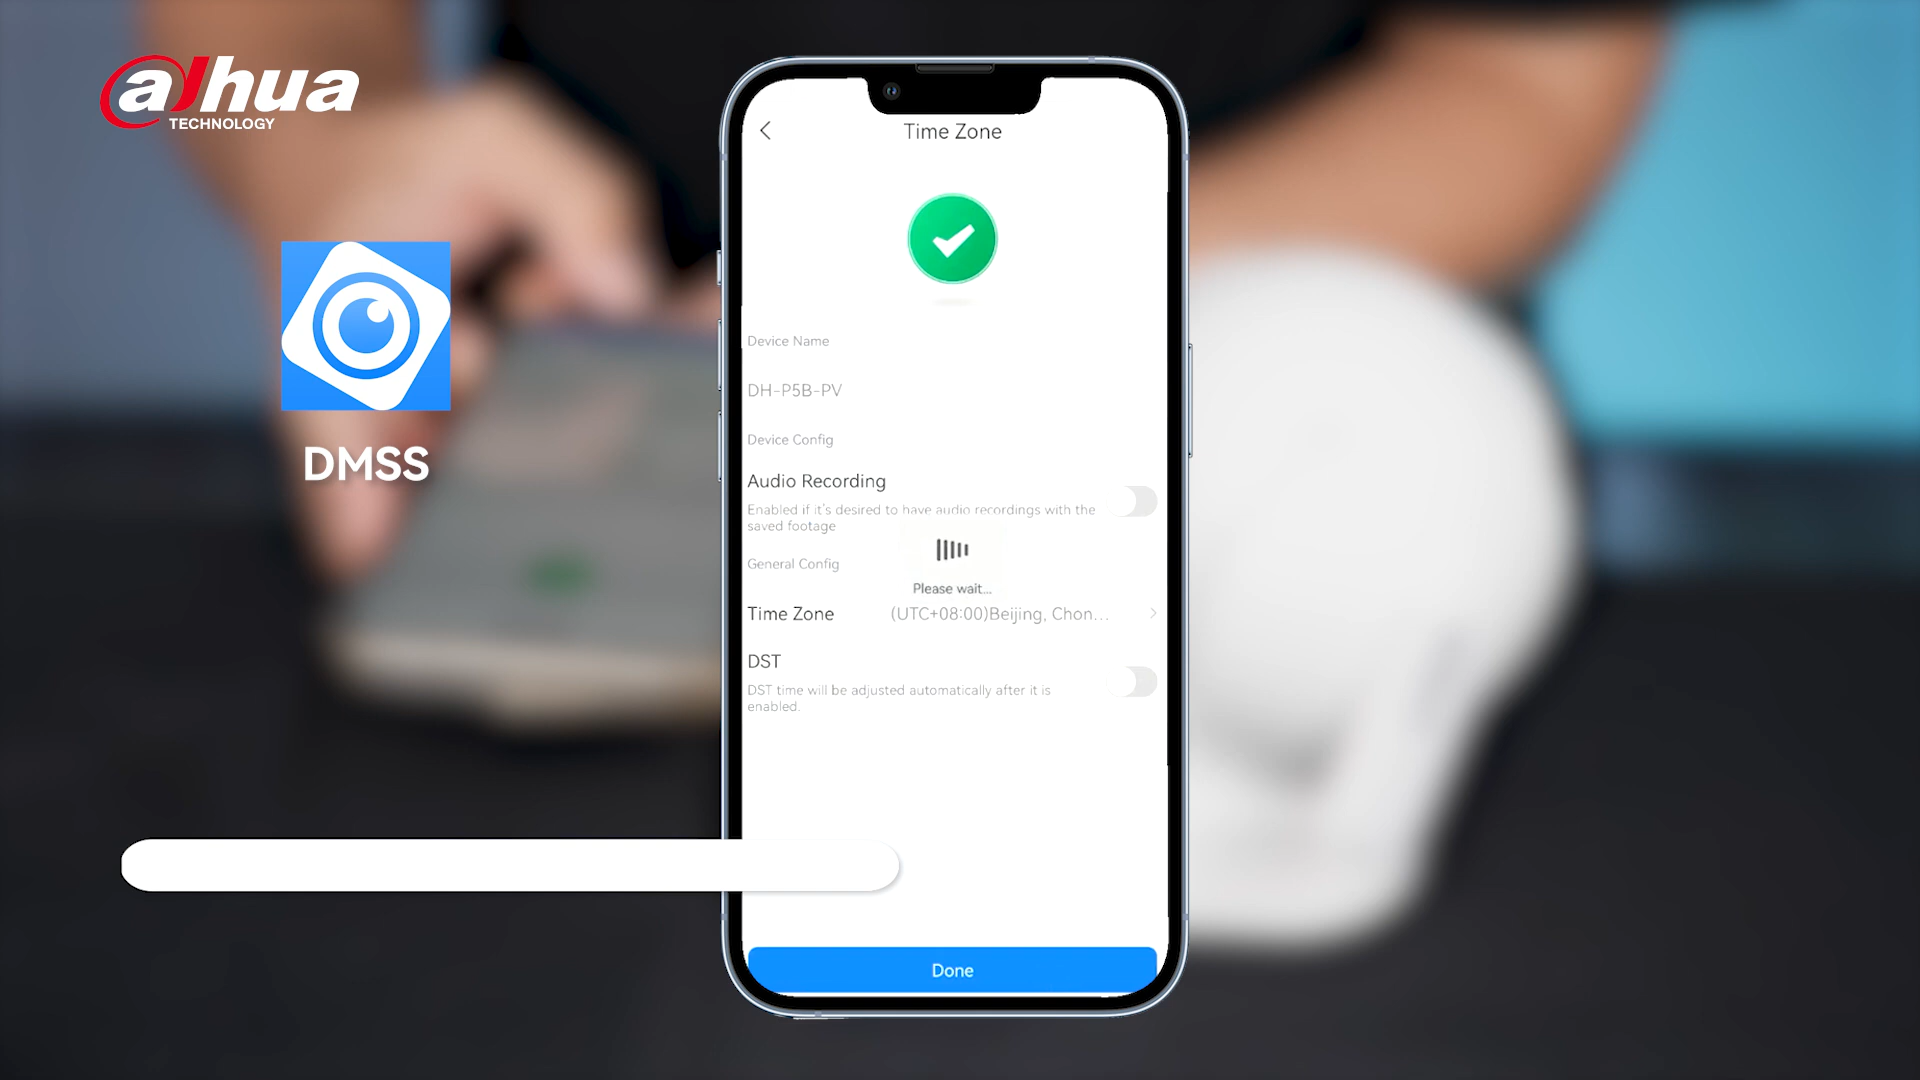 alhua
TECHNOLOGY
DMSS
Time Zone
Device Name
DH-P5B-PV
Device Config
Audio Recording
Enabled if it's desired to have audio recordings with the
saved footage
General Config
Please wait...
Time Zone (UTC+08:00)Beijing, Chon...
DST
DST time will be adjusted automatically after it is
enabled.
Done